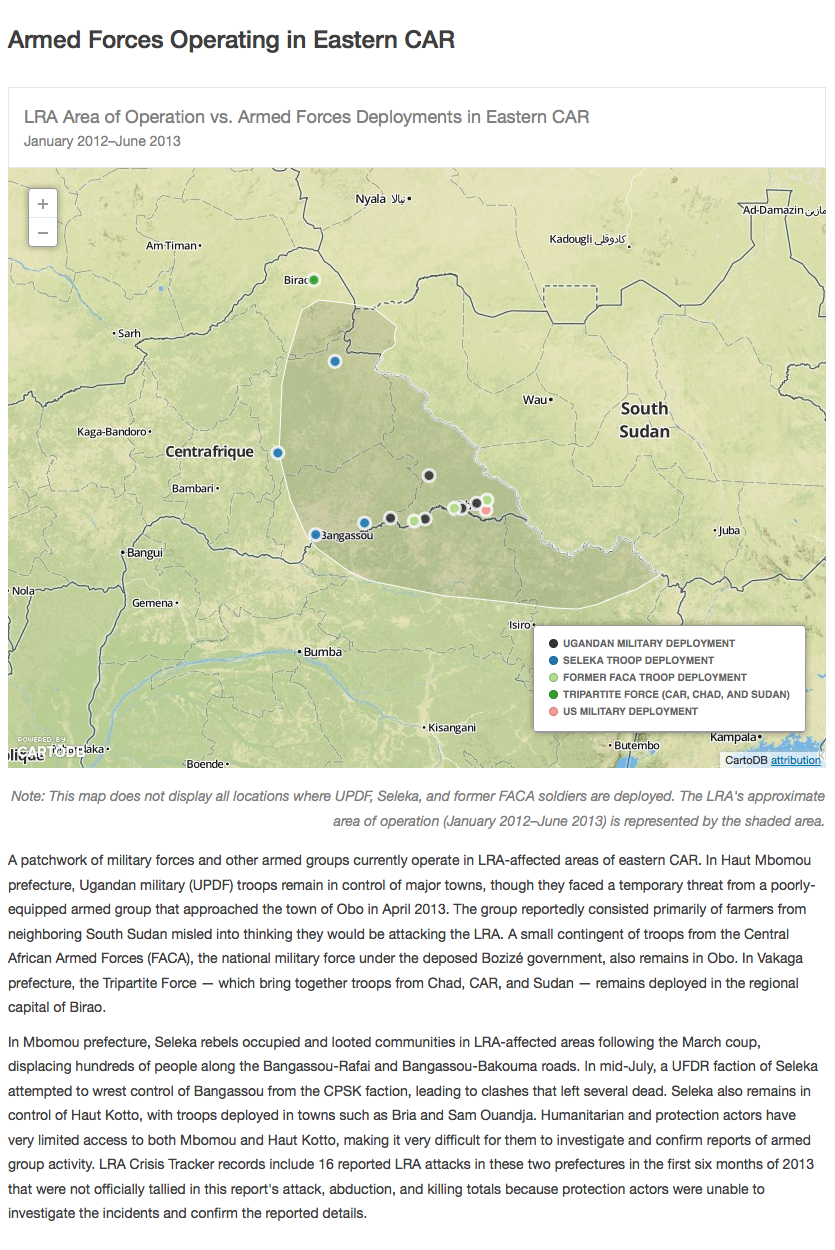 Armed Forces Operating in Eastern CAR
LRA Area of Operation vs. Armed Forces Deployments in Eastern CAR
January 2012–June 2013
+
−
Nyala نيالا
Ad-Damazin
Kadougli كادوقلي
Am Timan
Birao
Sarh
Wau
South
Sudan
Kaga-Bandoro
Centrafrique
Bambari
Bangassou
Juba
Bangui
Nola
Gemena
Isiro
Bumba
UGANDAN MILITARY DEPLOYMENT
SELEKA TROOP DEPLOYMENT
FORMER FACA TROOP DEPLOYMENT
TRIPARTITE FORCE (CAR, CHAD, AND SUDAN)
US MILITARY DEPLOYMENT
Kisangani
Kampala
Butembo
POWERED BY
CARTODB
Boende
CartoDB attribution
Note: This map does not display all locations where UPDF, Seleka, and former FACA soldiers are deployed. The LRA's approximate
area of operation (January 2012–June 2013) is represented by the shaded area.
A patchwork of military forces and other armed groups currently operate in LRA-affected areas of eastern CAR. In Haut Mbomou
prefecture, Ugandan military (UPDF) troops remain in control of major towns, though they faced a temporary threat from a poorly-
equipped armed group that approached the town of Obo in April 2013. The group reportedly consisted primarily of farmers from
neighboring South Sudan misled into thinking they would be attacking the LRA. A small contingent of troops from the Central
African Armed Forces (FACA), the national military force under the deposed Bozizé government, also remains in Obo. In Vakaga
prefecture, the Tripartite Force — which bring together troops from Chad, CAR, and Sudan — remains deployed in the regional
capital of Birao.
In Mbomou prefecture, Seleka rebels occupied and looted communities in LRA-affected areas following the March coup,
displacing hundreds of people along the Bangassou-Rafai and Bangassou-Bakouma roads. In mid-July, a UFDR faction of Seleka
attempted to wrest control of Bangassou from the CPSK faction, leading to clashes that left several dead. Seleka also remains in
control of Haut Kotto, with troops deployed in towns such as Bria and Sam Ouandja. Humanitarian and protection actors have
very limited access to both Mbomou and Haut Kotto, making it very difficult for them to investigate and confirm reports of armed
group activity. LRA Crisis Tracker records include 16 reported LRA attacks in these two prefectures in the first six months of 2013
that were not officially tallied in this report's attack, abduction, and killing totals because protection actors were unable to
investigate the incidents and confirm the reported details.